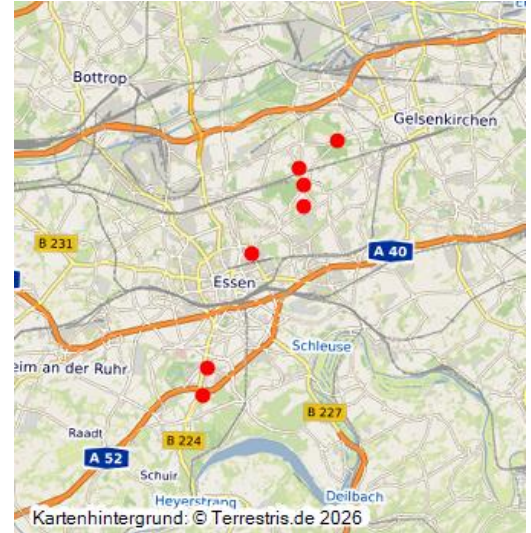 Bottrop
Gelsenkirchen
B 231
A 40
Essen
Schleuse
eim an der Ruhr
B 227
Raadt
B 224
A 52
Schuir
Heyerstrang
Deilbach
Kartenhintergrund: © Terrestris.de 2026